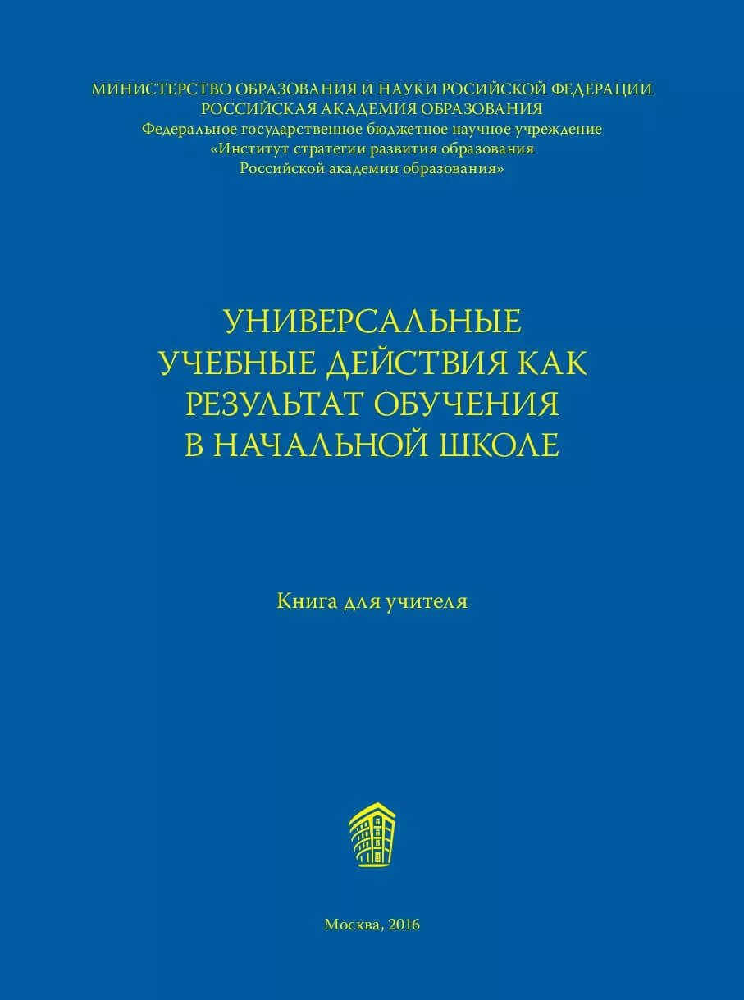 МИНИСТЕРСТВО ОБРАЗОВАНИЯ И НАУКИ РОСИЙСКОЙ ФЕДЕРАЦИИ
РОССИЙСКАЯ АКАДЕМИЯ ОБРАЗОВАНИЯ
Федеральное государственное бюджетное научное учреждение
«Институт стратегии развития образования
Российской академии образования»
УНИВЕРСАЛЬНЫЕ
УЧЕБНЫЕ ДЕЙСТВИЯ КАК
РЕЗУЛЬТАТ ОБУЧЕНИЯ
В НАЧАЛЬНОЙ ШКОЛЕ
Книга для учителя
Москва, 2016